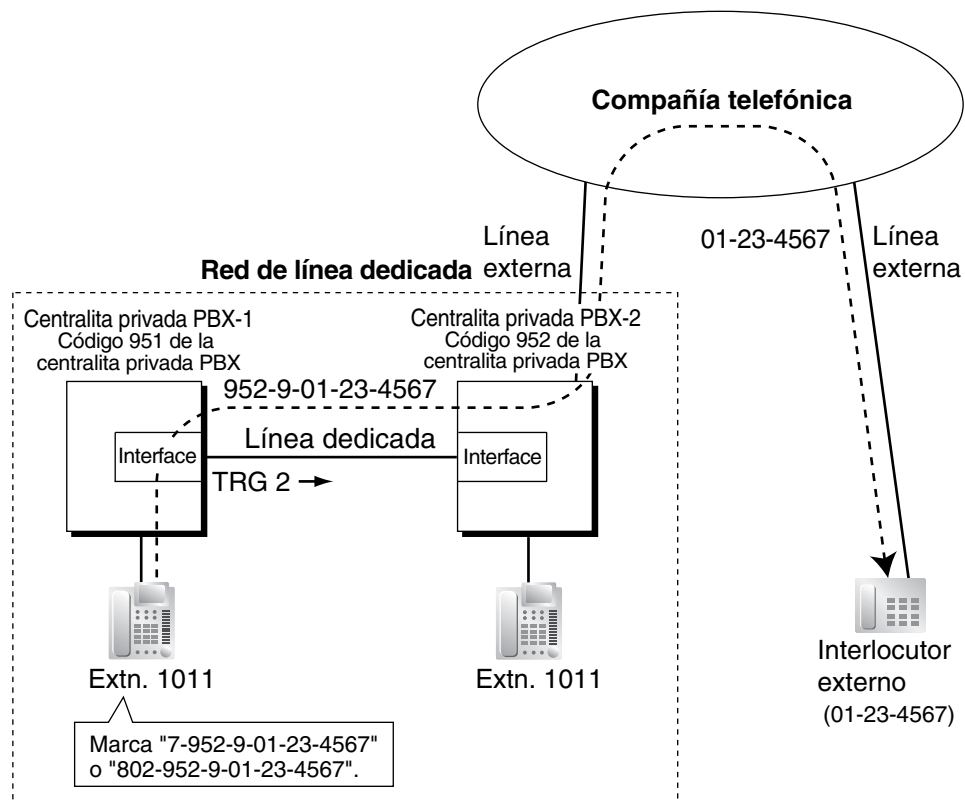 Compañía telefónica
Línea
externa
01-23-4567
Línea
externa
Red de línea dedicada
Centralita privada PBX-1
Código 951 de la
centralita privada PBX
Centralita privada PBX-2
Código 952 de la
centralita privada PBX
952-9-01-23-4567
Línea dedicada
Interface
Interface
TRG 2
Extn. 1011
Extn. 1011
Interlocutor
externo
(01-23-4567)
Marca "7-952-9-01-23-4567"
o "802-952-9-01-23-4567".